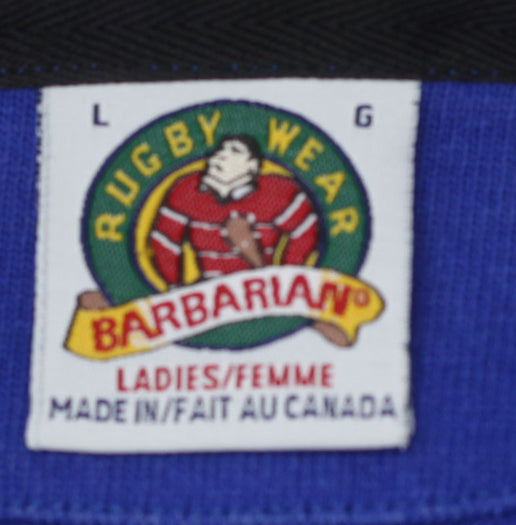 L G
RUGBY WEAR
BARBARIAN®
LADIES/FEMME
MADE IN/FAIT AU CANADA